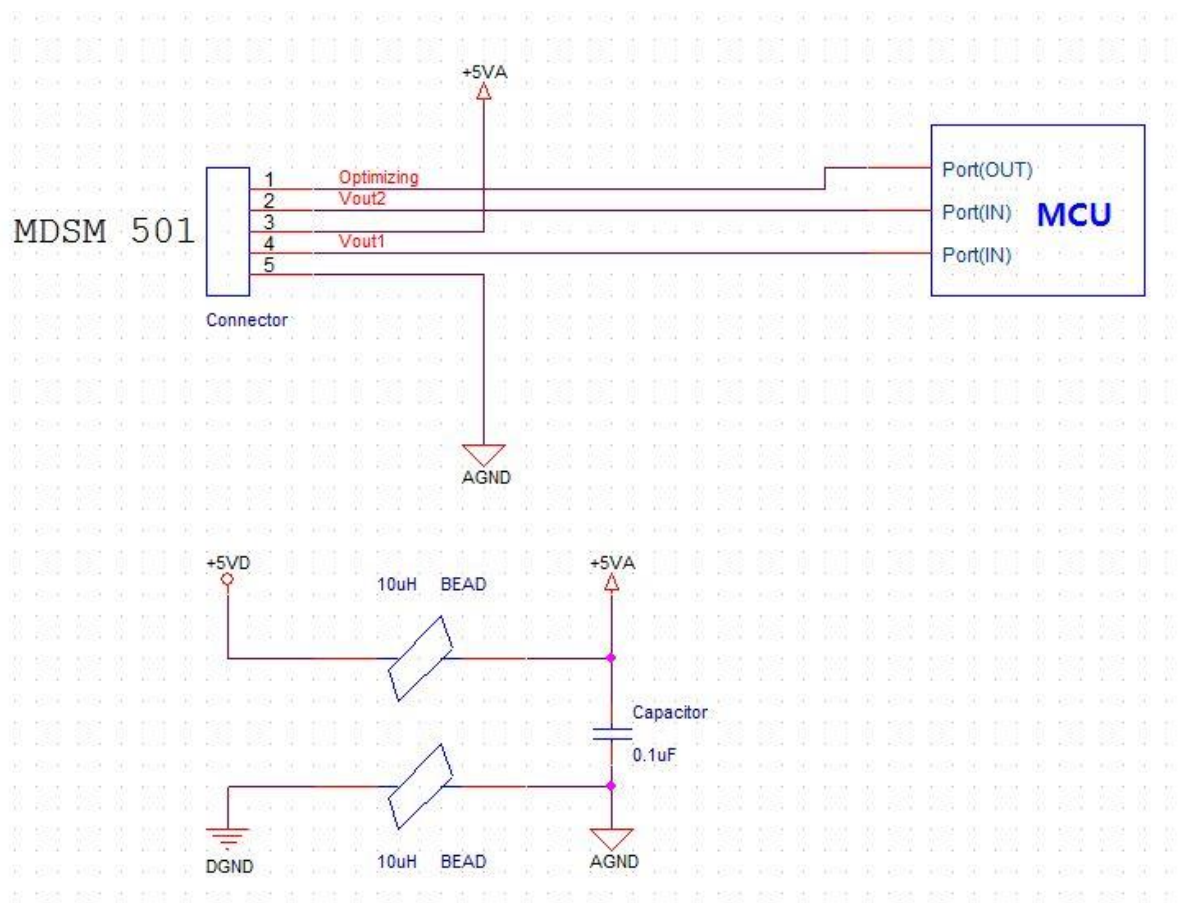 +5VA
1
Optimizing
2
Vout2
3
4
Vout1
5
MDSM 501
Connector
Port(OUT)
Port(IN)
MCU
Port(IN)
AGND
+5VD
10uH BEAD
+5VA
Capacitor
0.1uF
DGND
10uH BEAD
AGND